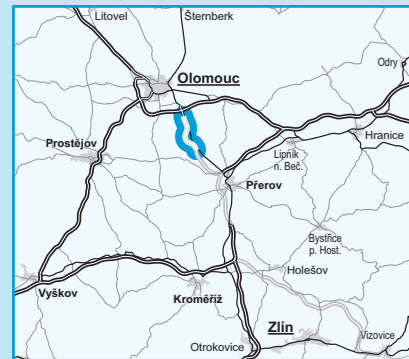 Litovel
Šternberk
Odry
Olomouc
Hranice
Prostějov
Lipník
n. Beč.
Přerov
Bystřice
p. Host.
Holešov
Vyškov
Kroměříž
Zlín
Otrokovice
Vizovice